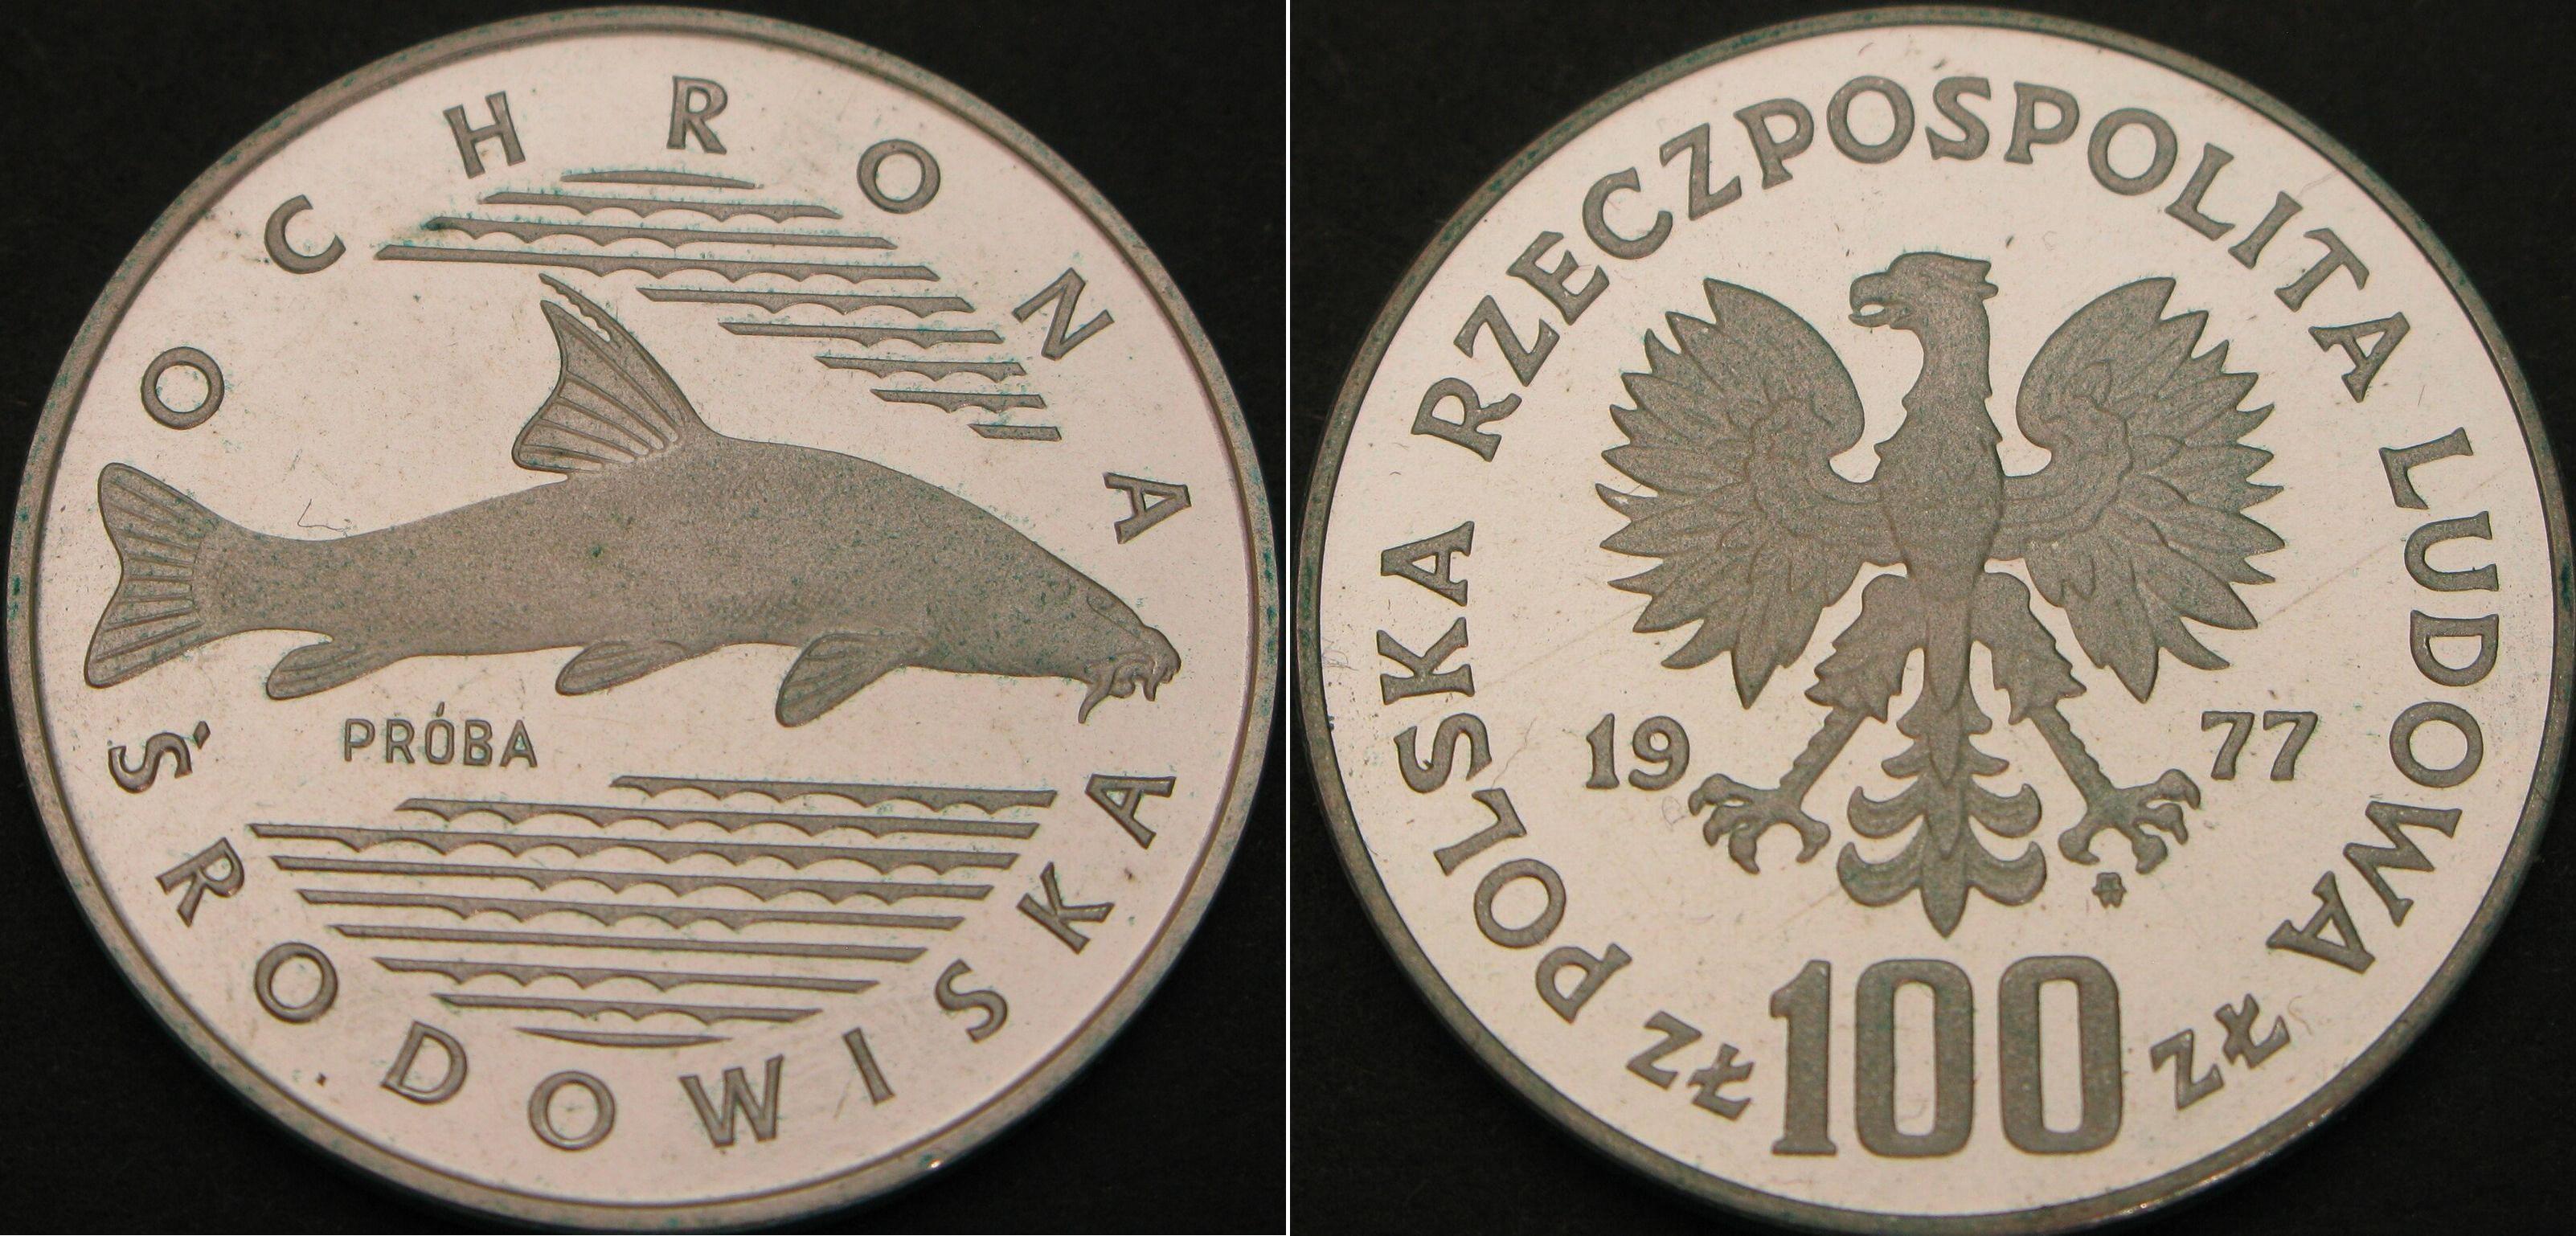 OCHRONA
ŚRODOWISKA
PRÓBA
POLSKA RZECZPOSPOLITA LUDOWA
19 77
ZŁ 100 ZŁ